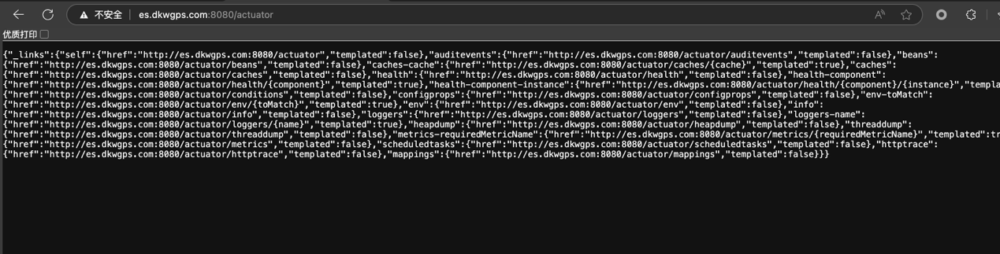 不安全 es.dkwgps.com:8080/actuator
优质打印
{"_links":{"self":{"href":"http://es.dkwgps.com:8080/actuator","templated":false},"auditevents":{"href":"http://es.dkwgps.com:8080/actuator/auditevents","templated":false},"beans":
{"href":"http://es.dkwgps.com:8080/actuator/beans","templated":false},"caches-cache":{"href":"http://es.dkwgps.com:8080/actuator/caches/{cache}","templated":true},"caches":
{"href":"http://es.dkwgps.com:8080/actuator/caches","templated":false},"health":{"href":"http://es.dkwgps.com:8080/actuator/health","templated":false},"health-component":
{"href":"http://es.dkwgps.com:8080/actuator/health/{component}","templated":true},"health-component-instance":{"href":"http://es.dkwgps.com:8080/actuator/health/{component}/{instance}","templa
{"href":"http://es.dkwgps.com:8080/actuator/conditions","templated":false},"configprops":{"href":"http://es.dkwgps.com:8080/actuator/configprops","templated":false},"env-toMatch":
{"href":"http://es.dkwgps.com:8080/actuator/env/{toMatch}","templated":true},"env":{"href":"http://es.dkwgps.com:8080/actuator/env","templated":false},"info":
{"href":"http://es.dkwgps.com:8080/actuator/info","templated":false},"loggers":{"href":"http://es.dkwgps.com:8080/actuator/loggers","templated":false},"loggers-name":
{"href":"http://es.dkwgps.com:8080/actuator/loggers/{name}","templated":true},"heapdump":{"href":"http://es.dkwgps.com:8080/actuator/heapdump","templated":false},"threaddump":
{"href":"http://es.dkwgps.com:8080/actuator/threaddump","templated":false},"metrics-requiredMetricName":{"href":"http://es.dkwgps.com:8080/actuator/metrics/{requiredMetricName}","templated":tr
{"href":"http://es.dkwgps.com:8080/actuator/metrics","templated":false},"scheduledtasks":{"href":"http://es.dkwgps.com:8080/actuator/scheduledtasks","templated":false},"httptrace":
{"href":"http://es.dkwgps.com:8080/actuator/httptrace","templated":false},"mappings":{"href":"http://es.dkwgps.com:8080/actuator/mappings","templated":false}}}